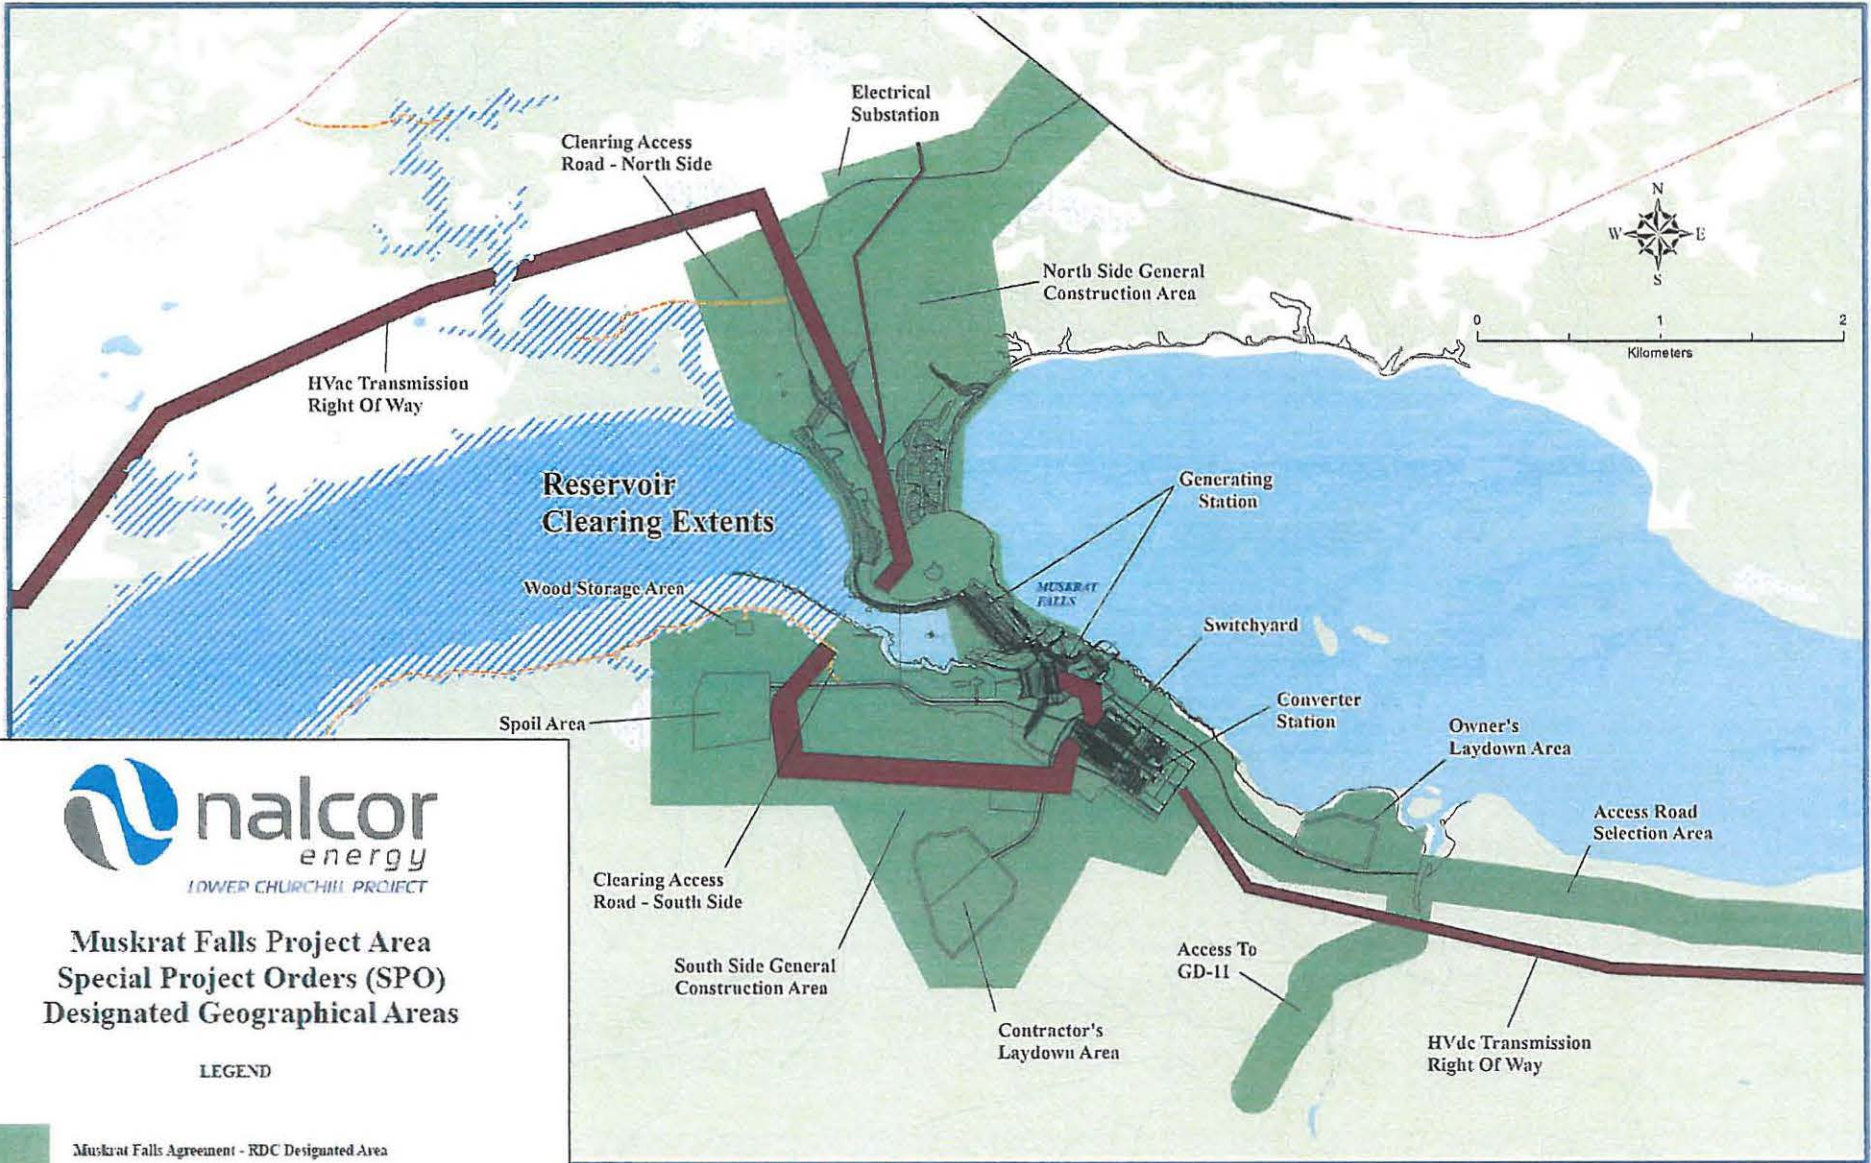 Electrical
Substation
Clearing Access
Road - North Side
N
W
E
S
North Side General
Construction Area
0
1
2
Kilometers
HVac Transmission
Right Of Way
Reservoir
Clearing Extents
Generating
Station
Wood Storage Area
MUSKRAT
FALLS
Switchyard
Converter
Station
Spoil Area
Owner's
Laydown Area
Access Road
Selection Area
Clearing Access
Road - South Side
South Side General
Construction Area
Access To
GD-11
Contractor's
Laydown Area
HVdc Transmission
Right Of Way
nalcor
energy
LOWER CHURCHILL PROJECT
Muskrat Falls Project Area
Special Project Orders (SPO)
Designated Geographical Areas
LEGEND
Muskrat Falls Agreement - RDC Designated Area